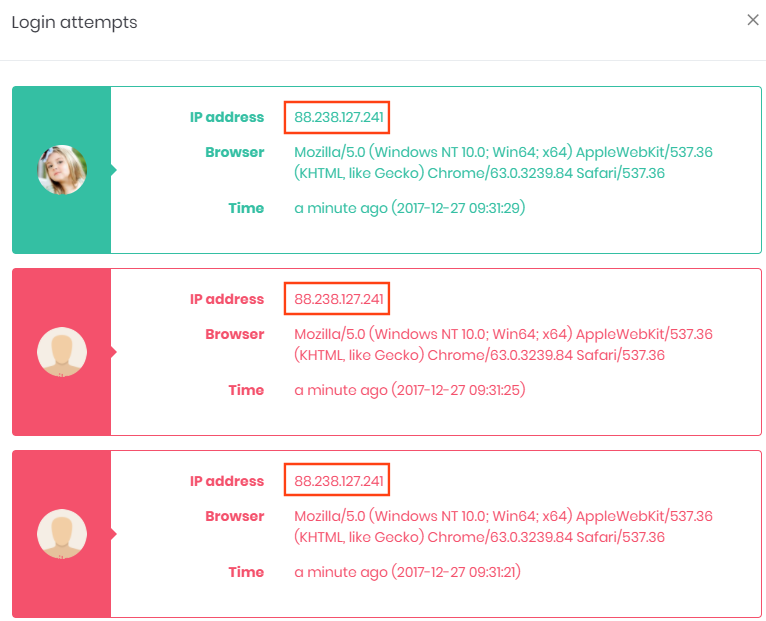 Login attempts
IP address 88.238.127.241
Browser Mozilla/5.0 (Windows NT 10.0; Win64; x64) AppleWebKit/537.36
(KHTML, like Gecko) Chrome/63.0.3239.84 Safari/537.36
Time a minute ago (2017-12-27 09:31:29)
IP address 88.238.127.241
Browser Mozilla/5.0 (Windows NT 10.0; Win64; x64) AppleWebKit/537.36
(KHTML, like Gecko) Chrome/63.0.3239.84 Safari/537.36
Time a minute ago (2017-12-27 09:31:25)
IP address 88.238.127.241
Browser Mozilla/5.0 (Windows NT 10.0; Win64; x64) AppleWebKit/537.36
(KHTML, like Gecko) Chrome/63.0.3239.84 Safari/537.36
Time a minute ago (2017-12-27 09:31:21)